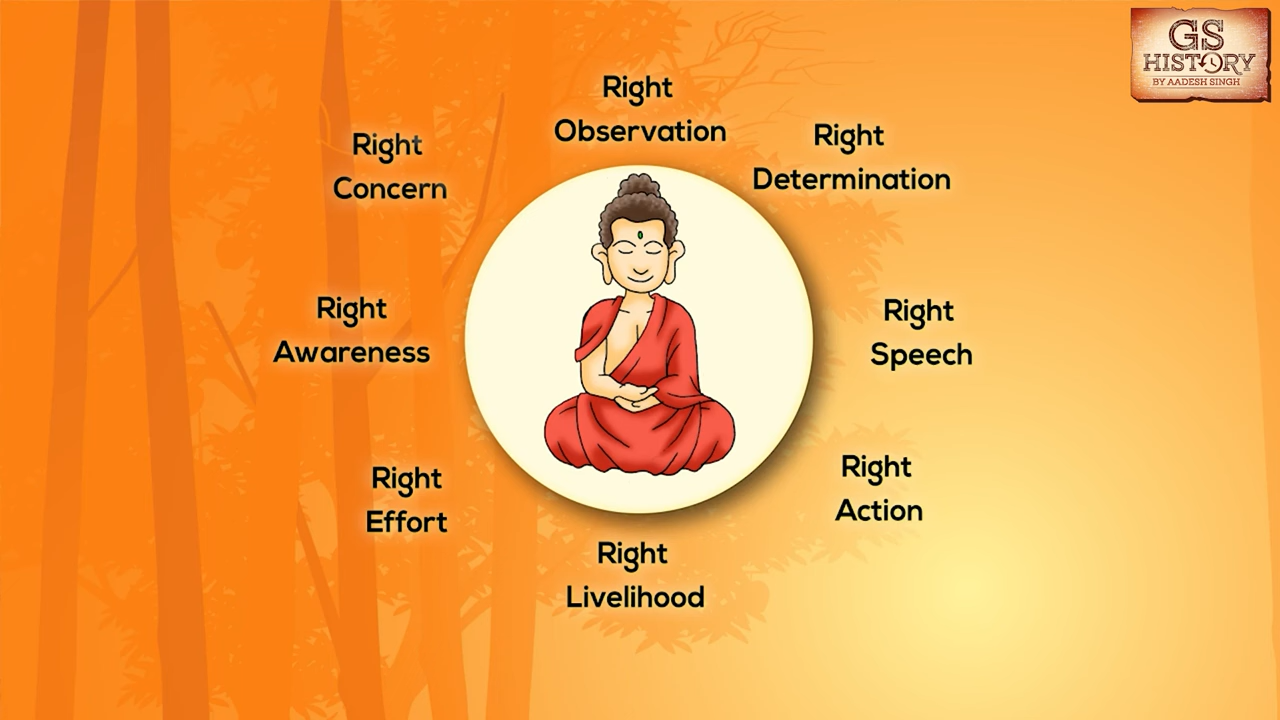 GS
HISTORY
BY AADESH SINGH
Right
Observation
Right
Determination
Right
Speech
Right
Action
Right
Livelihood
Right
Effort
Right
Awareness
Right
Concern